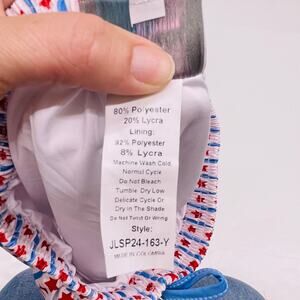 80% Polyester
20% Lycra
Lining:
92% Polyester
8% Lycra
Machine Wash Cold
Normal Cycle
Do Not Bleach
Tumble Dry Low
Delicate Cycle Or
Dry in The Shade
Do Not Twist Or Wring
Style:
JLSP24-163-Y
MADE IN COLOMBIA